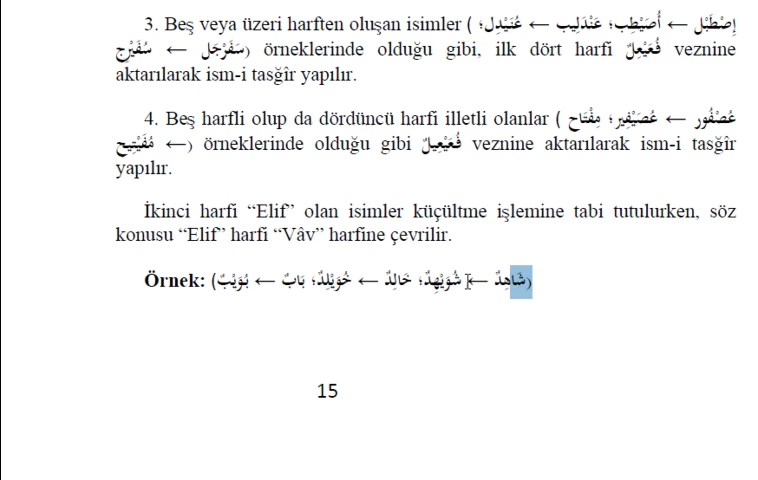 3. Beş veya üzeri harften oluşan isimler ( إِصْطَبْل ← أُصَيْطِب؛ عَنْدَلِيب ← عُنَيْدِل؛
سَفَرْجَل ← سُفَيْرِج) örneklerinde olduğu gibi, ilk dört harfi فُعَيْعِلٌ veznine
aktarılarak ism-i tasğîr yapılır.
4. Beş harfli olup da dördüncü harfi illetli olanlar ( عُصْفُور ← عُصَيْفِير؛ مِفْتَاح
← مُفَيْتِيح) örneklerinde olduğu gibi فُعَيْعِيلٌ veznine aktarılarak ism-i tasğîr
yapılır.
İkinci harfi “Elif” olan isimler küçültme işlemine tabi tutulurken, söz
konusu “Elif” harfi “Vâv” harfine çevrilir.
Örnek: (شَاهِدٌ ← شُوَيْهِدٌ؛ خَالِدٌ ← خُوَيْلِدٌ؛ بَابٌ ← بُوَيْبٌ)
15